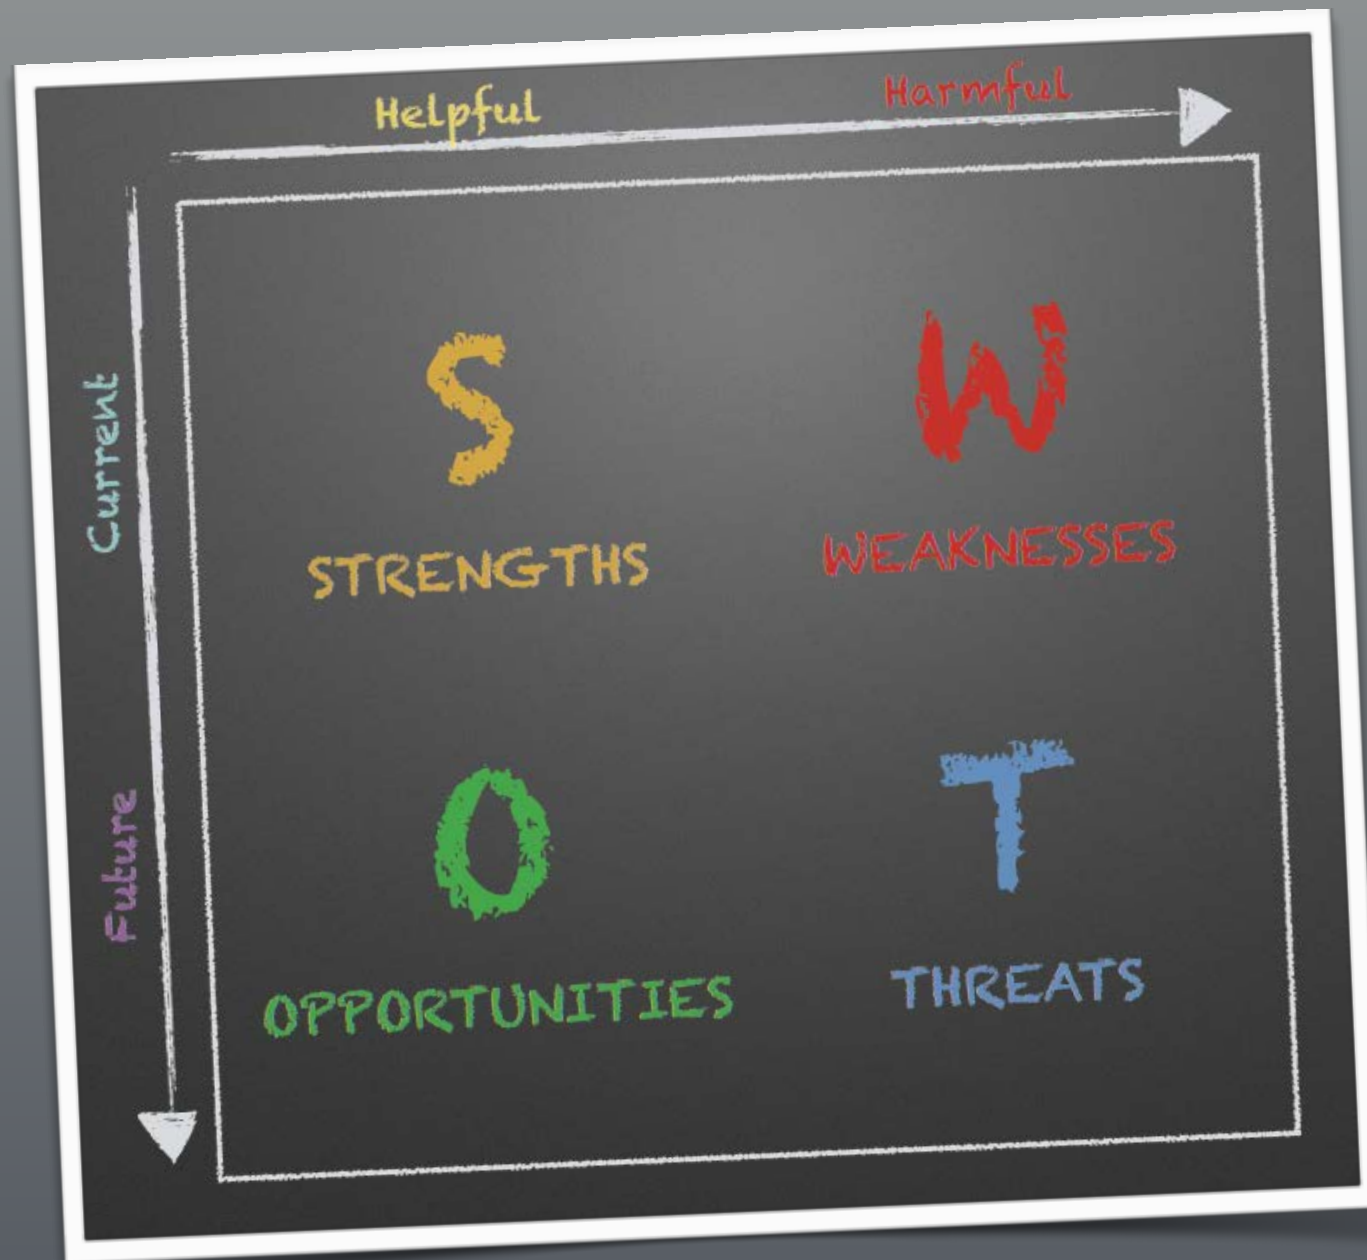 Helpful Harmful
Current
S W
STRENGTHS WEAKNESSES
Future
O T
OPPORTUNITIES THREATS